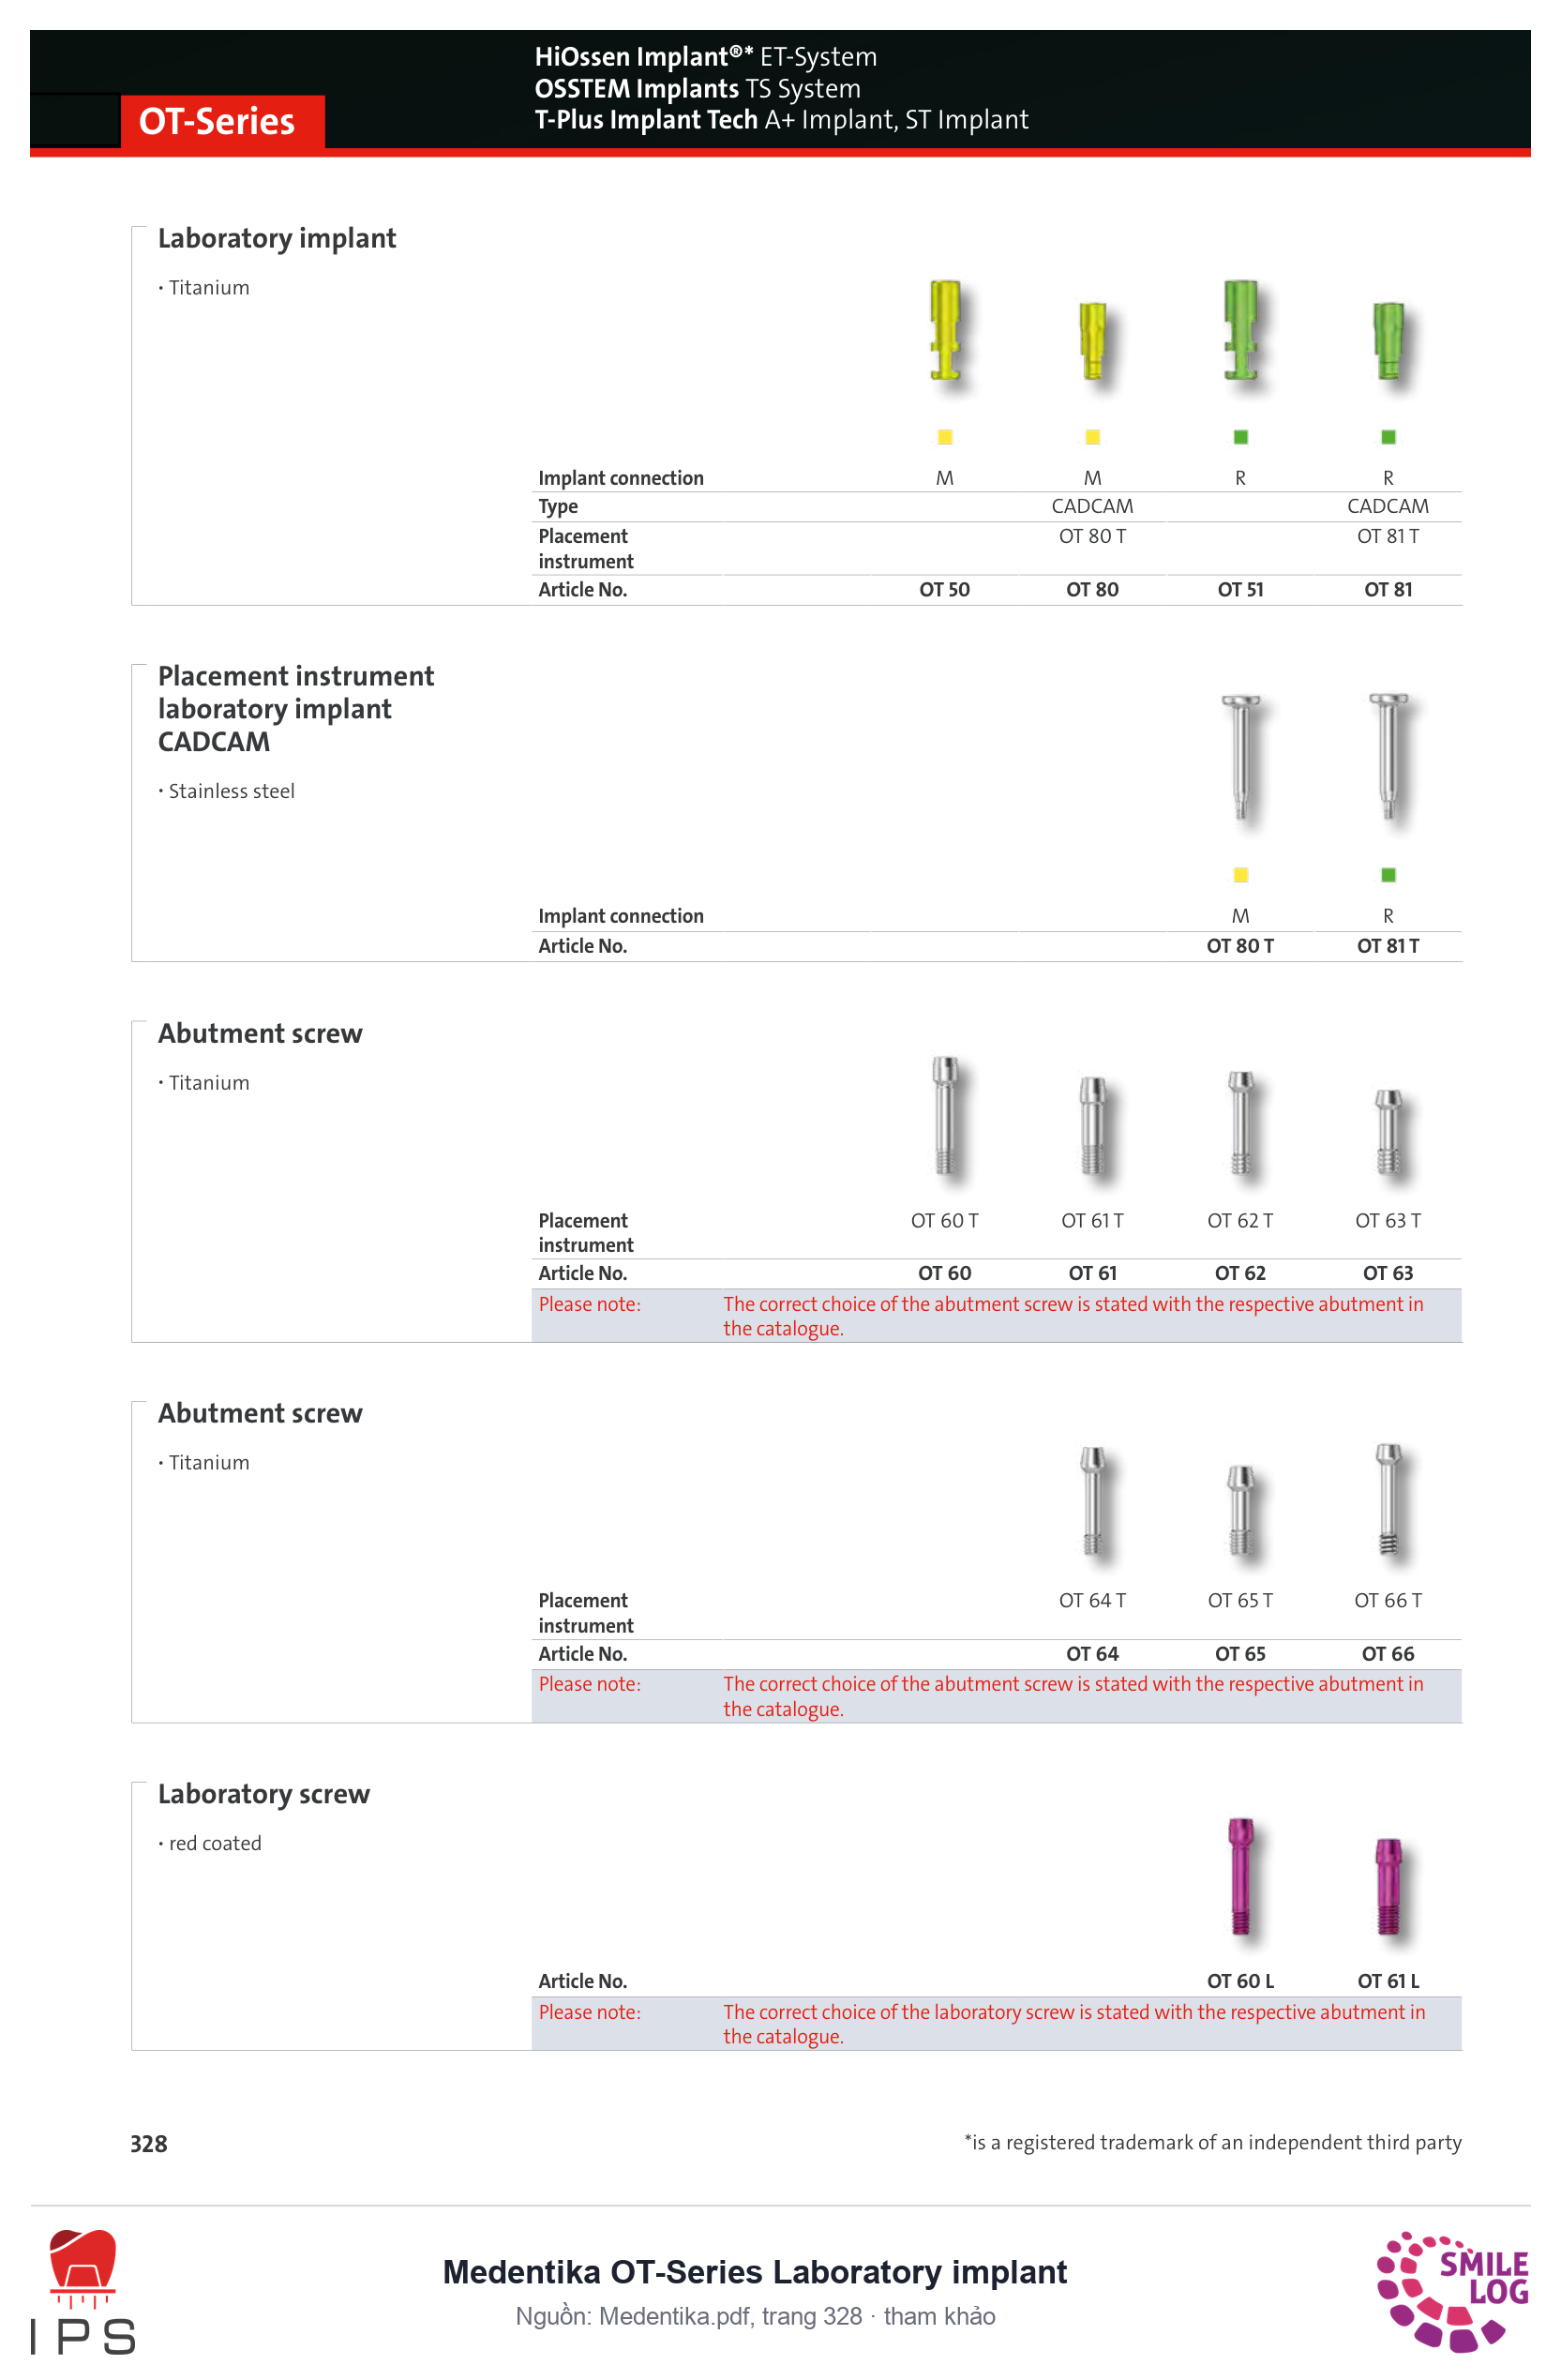 HiOssen Implant®* ET-System
OSSTEM Implants TS System
T-Plus Implant Tech A+ Implant, ST Implant
OT-Series
Laboratory implant
· Titanium
Implant connection M M R R
Type CADCAM CADCAM
Placement OT 80 T OT 81 T
instrument
Article No. OT 50 OT 80 OT 51 OT 81
Placement instrument
laboratory implant
CADCAM
· Stainless steel
Implant connection M R
Article No. OT 80 T OT 81 T
Abutment screw
· Titanium
Placement OT 60 T OT 61 T OT 62 T OT 63 T
instrument
Article No. OT 60 OT 61 OT 62 OT 63
Please note: The correct choice of the abutment screw is stated with the respective abutment in
the catalogue.
Abutment screw
· Titanium
Placement OT 64 T OT 65 T OT 66 T
instrument
Article No. OT 64 OT 65 OT 66
Please note: The correct choice of the abutment screw is stated with the respective abutment in
the catalogue.
Laboratory screw
· red coated
Article No. OT 60 L OT 61 L
Please note: The correct choice of the laboratory screw is stated with the respective abutment in
the catalogue.
328 *is a registered trademark of an independent third party
IPS
Medentika OT-Series Laboratory implant
Nguồn: Medentika.pdf, trang 328 · tham khảo
SMILE
LOG